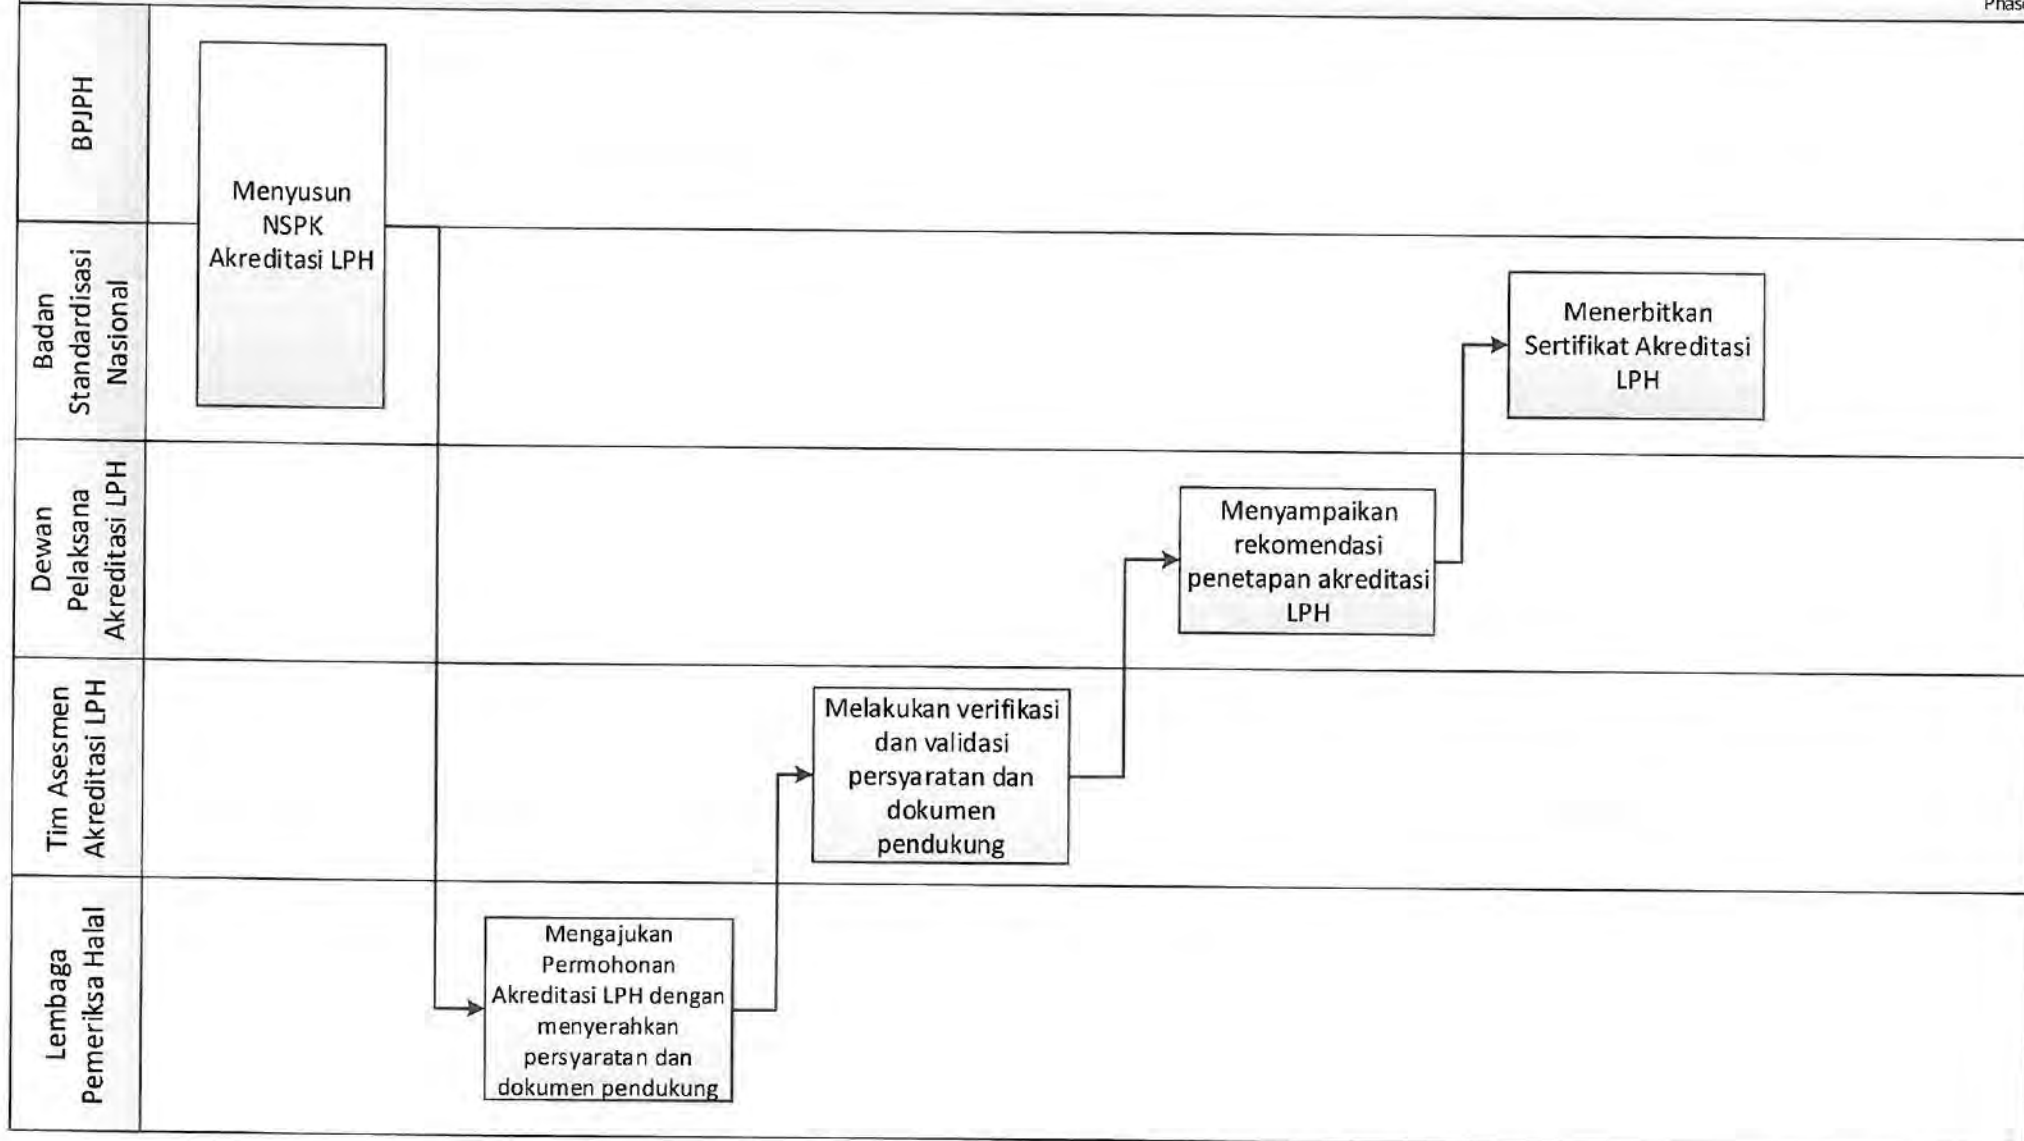 Phase
BPJPH
Menyusun
NSPK
Akreditasi LPH
Badan
Standardisasi
Nasional
Menerbitkan
Sertifikat Akreditasi
LPH
Dewan
Pelaksana
Akreditasi LPH
Menyampaikan
rekomendasi
penetapan akreditasi
LPH
Tim Asesmen
Akreditasi LPH
Melakukan verifikasi
dan validasi
persyaratan dan
dokumen
pendukung
Lembaga
Pemeriksa Halal
Mengajukan
Permohonan
Akreditasi LPH dengan
menyerahkan
persyaratan dan
dokumen pendukung